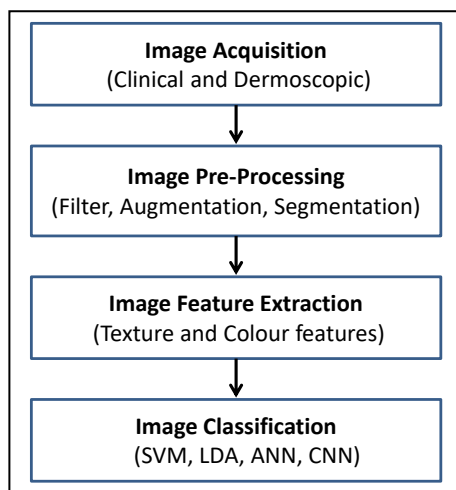 Image Acquisition
(Clinical and Dermoscopic)
Image Pre-Processing
(Filter, Augmentation, Segmentation)
Image Feature Extraction
(Texture and Colour features)
Image Classification
(SVM, LDA, ANN, CNN)